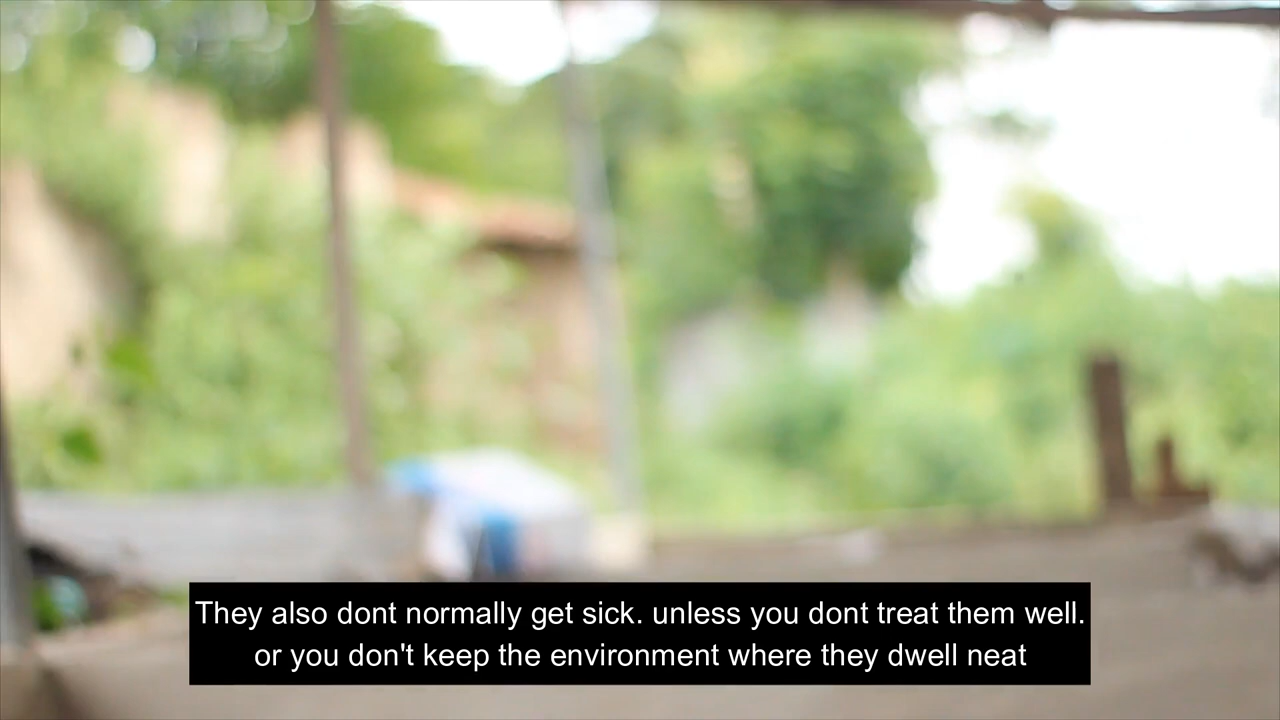 They also dont normally get sick. unless you dont treat them well.
or you don't keep the environment where they dwell neat